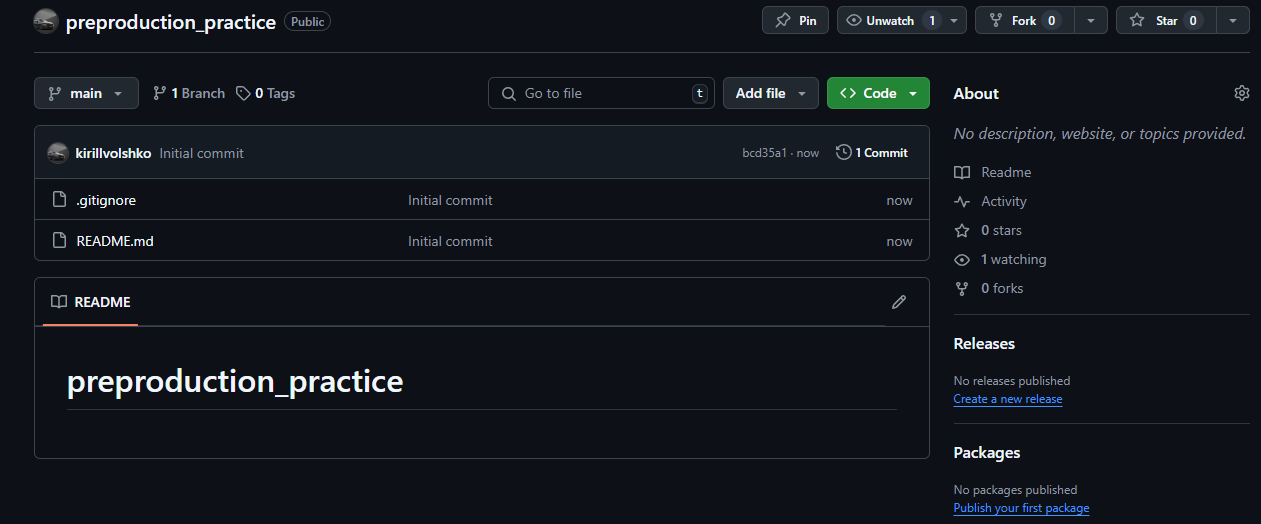 preproduction_practice Public Pin Unwatch 1 Fork 0 Star 0
main 1 Branch 0 Tags Go to file t Add file Code
kirillvolshko Initial commit bcd35a1 · now 1 Commit
.gitignore Initial commit now
README.md Initial commit now
README
preproduction_practice
About
No description, website, or topics provided.
Readme
Activity
0 stars
1 watching
0 forks
Releases
No releases published
Create a new release
Packages
No packages published
Publish your first package